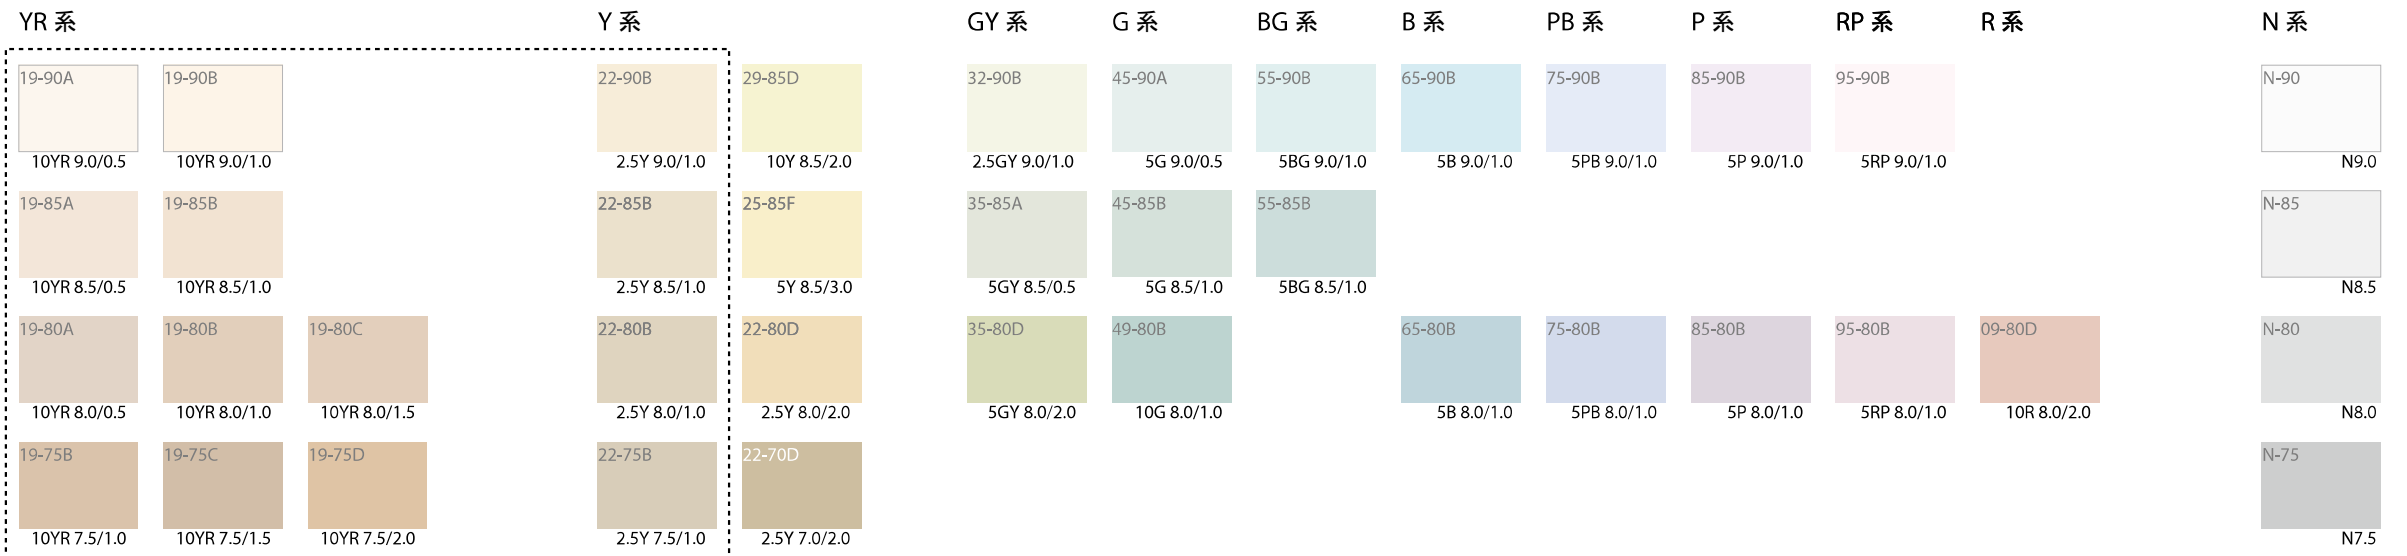 YR 系 Y 系 GY 系 G 系 BG 系 B 系 PB 系 P 系 RP 系 R 系 N 系
19-90A 19-90B 22-90B 29-85D 32-90B 45-90A 55-90B 65-90B 75-90B 85-90B 95-90B N-90
10YR 9.0/0.5 10YR 9.0/1.0 2.5Y 9.0/1.0 10Y 8.5/2.0 2.5GY 9.0/1.0 5G 9.0/0.5 5BG 9.0/1.0 5B 9.0/1.0 5PB 9.0/1.0 5P 9.0/1.0 5RP 9.0/1.0 N9.0
19-85A 19-85B 22-85B 25-85F 35-85A 45-85B 55-85B N-85
10YR 8.5/0.5 10YR 8.5/1.0 2.5Y 8.5/1.0 5Y 8.5/3.0 5GY 8.5/0.5 5G 8.5/1.0 5BG 8.5/1.0 N8.5
19-80A 19-80B 19-80C 22-80B 22-80D 35-80D 49-80B 65-80B 75-80B 85-80B 95-80B 09-80D N-80
10YR 8.0/0.5 10YR 8.0/1.0 10YR 8.0/1.5 2.5Y 8.0/1.0 2.5Y 8.0/2.0 5GY 8.0/2.0 10G 8.0/1.0 5B 8.0/1.0 5PB 8.0/1.0 5P 8.0/1.0 5RP 8.0/1.0 10R 8.0/2.0 N8.0
19-75B 19-75C 19-75D 22-75B 22-70D N-75
10YR 7.5/1.0 10YR 7.5/1.5 10YR 7.5/2.0 2.5Y 7.5/1.0 2.5Y 7.0/2.0 N7.5